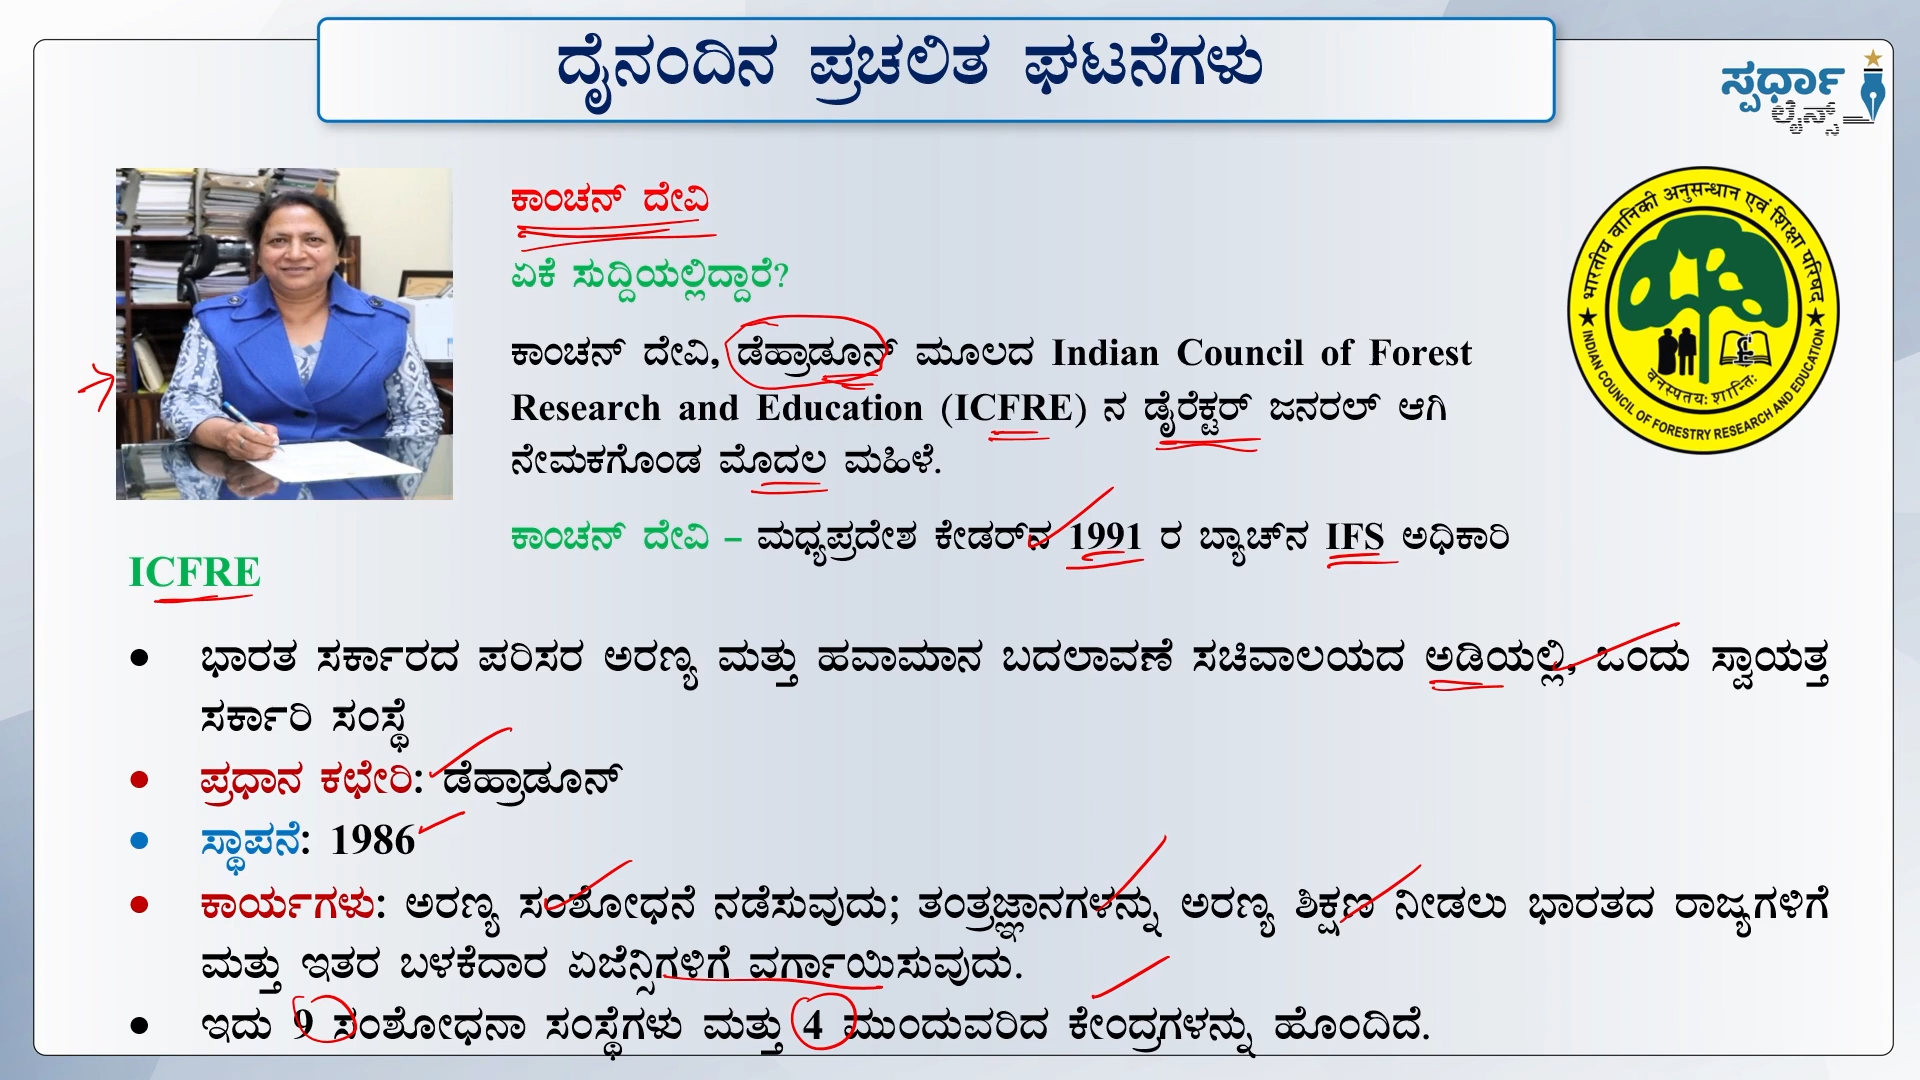 ದೈನಂದಿನ ಪ್ರಚಲಿತ ಘಟನೆಗಳು
ಸ್ಪರ್ಧಾ
ಲೈನ್ಸ್
ಕಾಂಚನ್ ದೇವಿ
ಏಕೆ ಸುದ್ದಿಯಲ್ಲಿದ್ದಾರೆ?
ಕಾಂಚನ್ ದೇವಿ, ಡೆಹ್ರಾಡೂನ್ ಮೂಲದ Indian Council of Forest
Research and Education (ICFRE) ನ ಡೈರೆಕ್ಟರ್ ಜನರಲ್ ಆಗಿ
ನೇಮಕಗೊಂಡ ಮೊದಲ ಮಹಿಳೆ.
ಕಾಂಚನ್ ದೇವಿ – ಮಧ್ಯಪ್ರದೇಶ ಕೇಡರ್‌ನ 1991 ರ ಬ್ಯಾಚ್‌ನ IFS ಅಧಿಕಾರಿ
भारतीय वानिकी अनुसन्धान एवं शिक्षा परिषद
वनस्पतयः शान्तिः
INDIAN COUNCIL OF FORESTRY RESEARCH AND EDUCATION
ICFRE
• ಭಾರತ ಸರ್ಕಾರದ ಪರಿಸರ ಅರಣ್ಯ ಮತ್ತು ಹವಾಮಾನ ಬದಲಾವಣೆ ಸಚಿವಾಲಯದ ಅಡಿಯಲ್ಲಿ, ಒಂದು ಸ್ವಾಯತ್ತ
ಸರ್ಕಾರಿ ಸಂಸ್ಥೆ
• ಪ್ರಧಾನ ಕಛೇರಿ: ಡೆಹ್ರಾಡೂನ್
• ಸ್ಥಾಪನೆ: 1986
• ಕಾರ್ಯಗಳು: ಅರಣ್ಯ ಸಂಶೋಧನೆ ನಡೆಸುವುದು; ತಂತ್ರಜ್ಞಾನಗಳನ್ನು ಅರಣ್ಯ ಶಿಕ್ಷಣ ನೀಡಲು ಭಾರತದ ರಾಜ್ಯಗಳಿಗೆ
ಮತ್ತು ಇತರ ಬಳಕೆದಾರ ಏಜೆನ್ಸಿಗಳಿಗೆ ವರ್ಗಾಯಿಸುವುದು.
• ಇದು 9 ಸಂಶೋಧನಾ ಸಂಸ್ಥೆಗಳು ಮತ್ತು 4 ಮುಂದುವರಿದ ಕೇಂದ್ರಗಳನ್ನು ಹೊಂದಿದೆ.